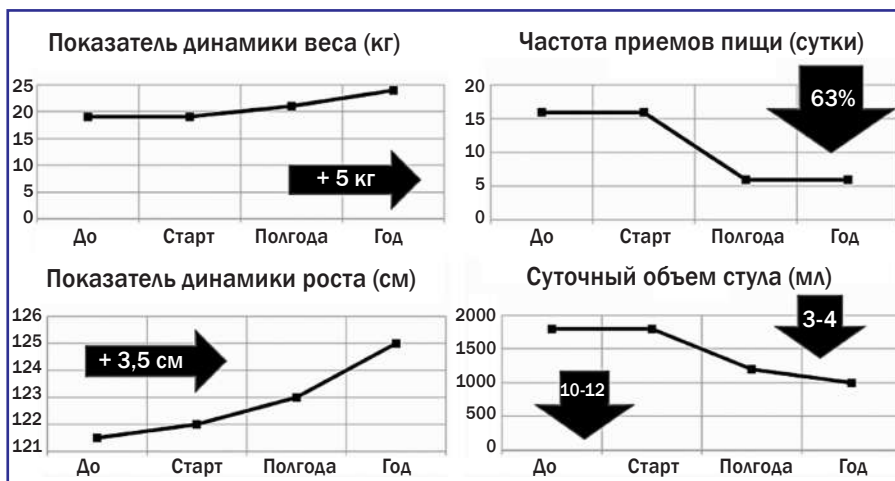 Показатель динамики веса (кг)
25
20
15
10
5
0
+ 5 кг
До Старт Полгода Год
Частота приемов пищи (сутки)
20
15
10
5
0
63%
До Старт Полгода Год
Показатель динамики роста (см)
126
125
124
123
122
121
+ 3,5 см
До Старт Полгода Год
Суточный объем стула (мл)
2000
1500
1000
500
0
10-12
3-4
До Старт Полгода Год